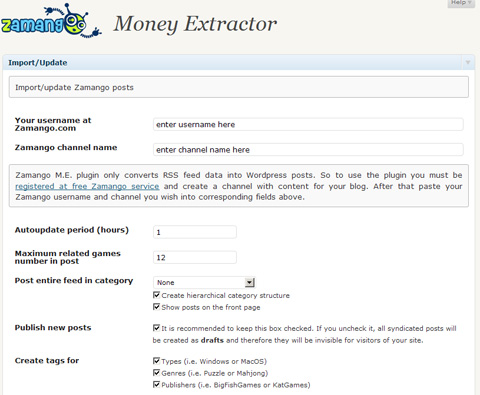 Help
zamango Money Extractor
Import/Update
Import/update Zamango posts
Your username at
Zamango.com
enter username here
Zamango channel name
enter channel name here
Zamango M.E. plugin only converts RSS feed data into Wordpress posts. So to use the plugin you must be
registered at free Zamango service and create a channel with content for your blog. After that paste your
Zamango username and channel you wish into corresponding fields above.
Autoupdate period (hours)
1
Maximum related games
number in post
12
Post entire feed in category
None
Create hierarchical category structure
Show posts on the front page
Publish new posts
It is recommended to keep this box checked. If you uncheck it, all syndicated posts will
be created as drafts and therefore they will be invisible for visitors of your site.
Create tags for
Types (i.e. Windows or MacOS)
Genres (i.e. Puzzle or Mahjong)
Publishers (i.e. BigFishGames or KatGames)